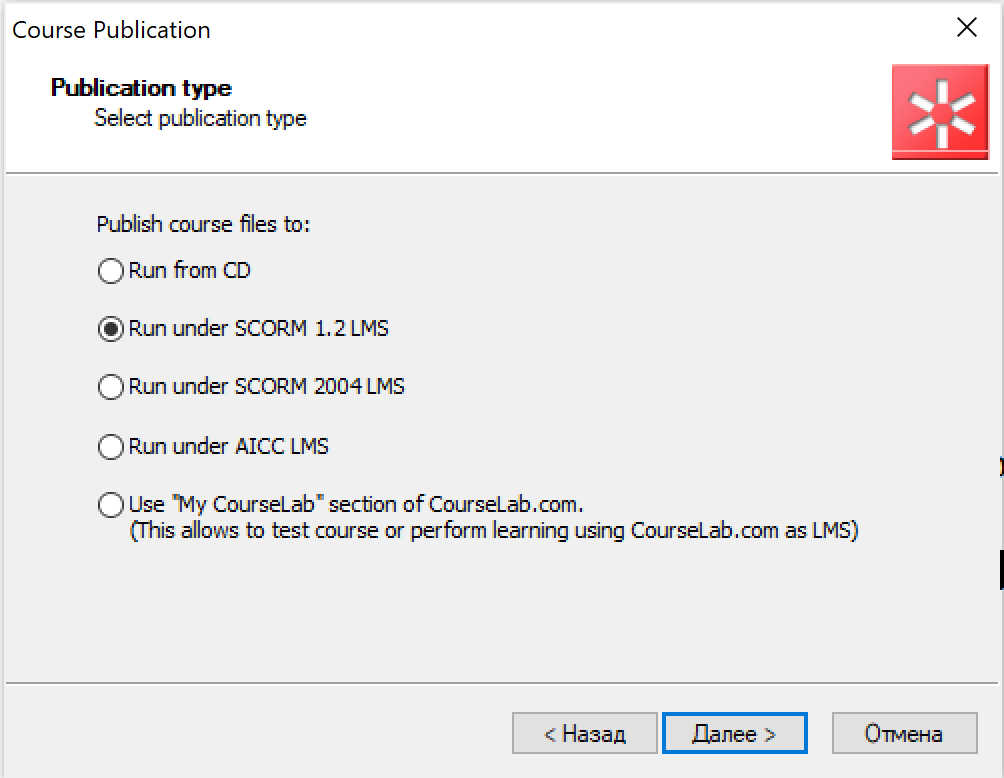 Course Publication
Publication type
Select publication type
Publish course files to:
Run from CD
Run under SCORM 1.2 LMS
Run under SCORM 2004 LMS
Run under AICC LMS
Use "My CourseLab" section of CourseLab.com.
(This allows to test course or perform learning using CourseLab.com as LMS)
< Назад Далее > Отмена